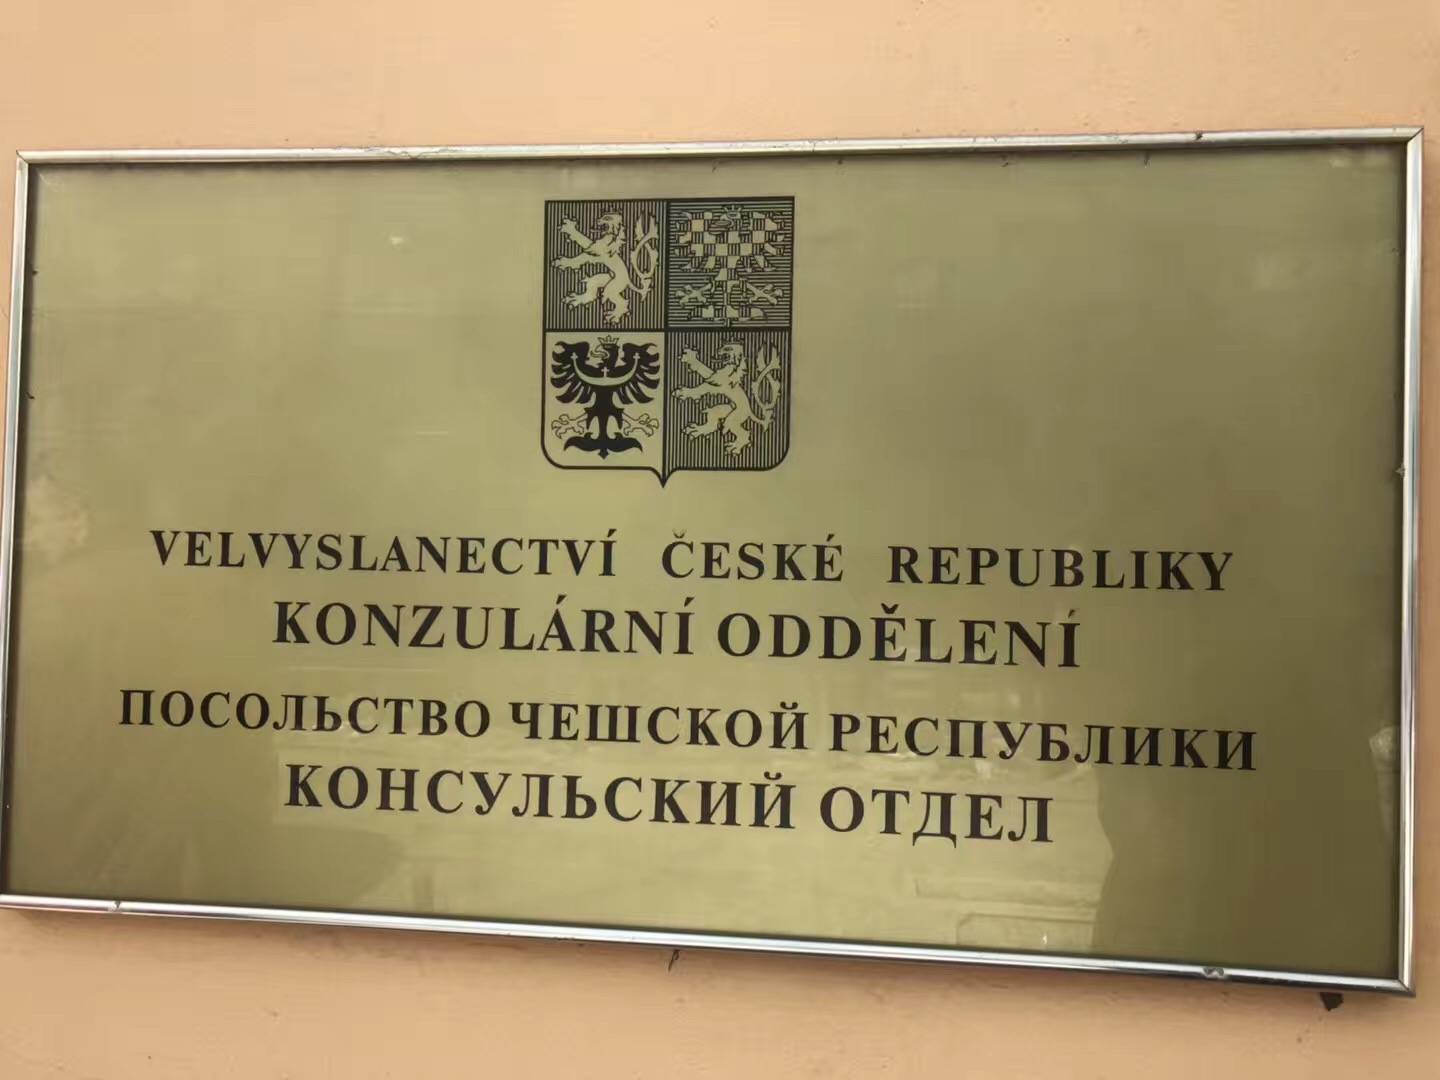 VELVYSLANECTVÍ ČESKÉ REPUBLIKY
KONZULÁRNÍ ODDĚLENÍ
ПОСОЛЬСТВО ЧЕШСКОЙ РЕСПУБЛИКИ
КОНСУЛЬСКИЙ ОТДЕЛ